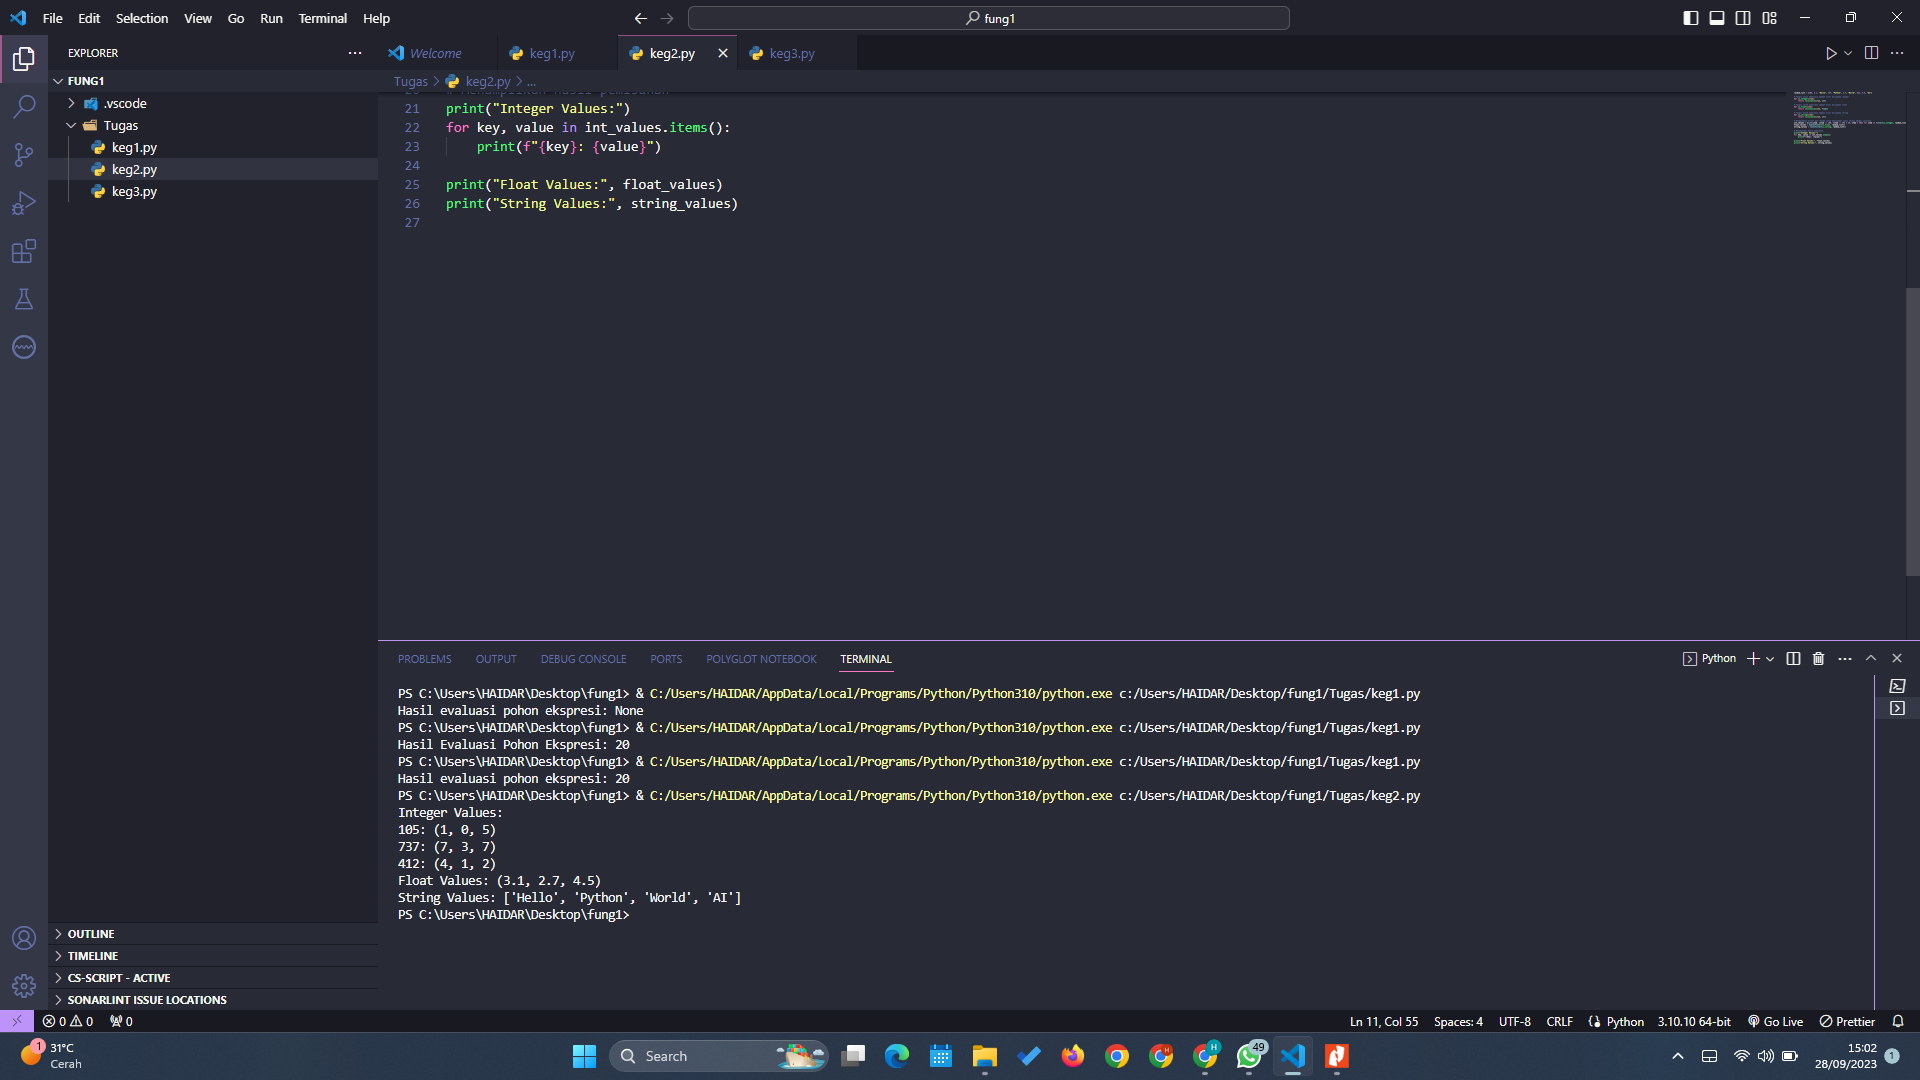 File Edit Selection View Go Run Terminal Help
fung1
EXPLORER
FUNG1
.vscode
Tugas
keg1.py
keg2.py
keg3.py
OUTLINE
TIMELINE
CS-SCRIPT - ACTIVE
SONARLINT ISSUE LOCATIONS
Welcome
keg1.py
keg2.py
keg3.py
Tugas > keg2.py > ...
21 print("Integer Values:")
22 for key, value in int_values.items():
23     print(f"{key}: {value}")
24
25 print("Float Values:", float_values)
26 print("String Values:", string_values)
27
PROBLEMS OUTPUT DEBUG CONSOLE PORTS POLYGLOT NOTEBOOK TERMINAL
Python
PS C:\Users\HAIDAR\Desktop\fung1> & C:/Users/HAIDAR/AppData/Local/Programs/Python/Python310/python.exe c:/Users/HAIDAR/Desktop/fung1/Tugas/keg1.py
Hasil evaluasi pohon ekspresi: None
PS C:\Users\HAIDAR\Desktop\fung1> & C:/Users/HAIDAR/AppData/Local/Programs/Python/Python310/python.exe c:/Users/HAIDAR/Desktop/fung1/Tugas/keg1.py
Hasil Evaluasi Pohon Ekspresi: 20
PS C:\Users\HAIDAR\Desktop\fung1> & C:/Users/HAIDAR/AppData/Local/Programs/Python/Python310/python.exe c:/Users/HAIDAR/Desktop/fung1/Tugas/keg1.py
Hasil evaluasi pohon ekspresi: 20
PS C:\Users\HAIDAR\Desktop\fung1> & C:/Users/HAIDAR/AppData/Local/Programs/Python/Python310/python.exe c:/Users/HAIDAR/Desktop/fung1/Tugas/keg2.py
Integer Values:
105: (1, 0, 5)
737: (7, 3, 7)
412: (4, 1, 2)
Float Values: (3.1, 2.7, 4.5)
String Values: ['Hello', 'Python', 'World', 'AI']
PS C:\Users\HAIDAR\Desktop\fung1>
0 0 0
Ln 11, Col 55 Spaces: 4 UTF-8 CRLF Python 3.10.10 64-bit Go Live Prettier
1
31°C
Cerah
Search
H
H
49
15:02
28/09/2023
1